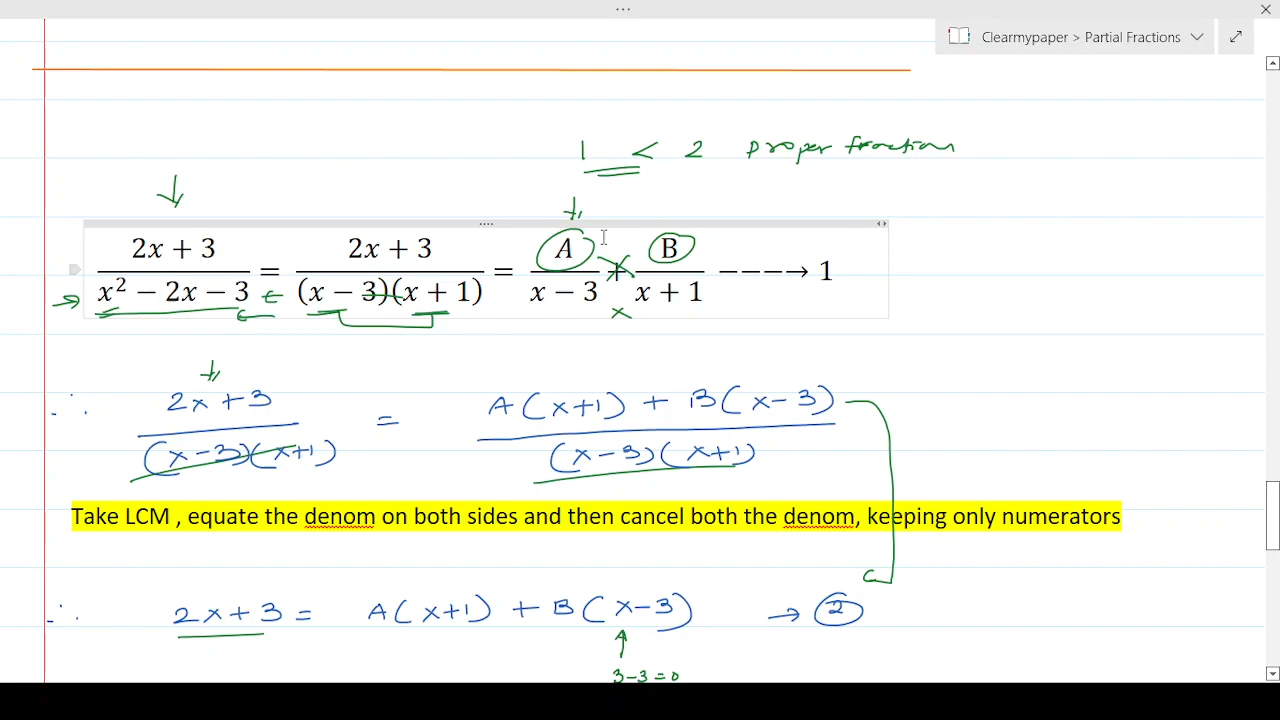 Clearmypaper > Partial Fractions
1 < 2 proper fraction
2x + 3 / x² − 2x − 3 = 2x + 3 / (x − 3)(x + 1) = A / x − 3 + B / x + 1 −−−−→ 1
∴ 2x + 3 / (x−3)(x+1) = A(x+1) + B(x−3) / (x−3)(x+1)
Take LCM , equate the denom on both sides and then cancel both the denom, keeping only numerators
∴ 2x + 3 = A(x+1) + B(x−3) → 2
3−3=0